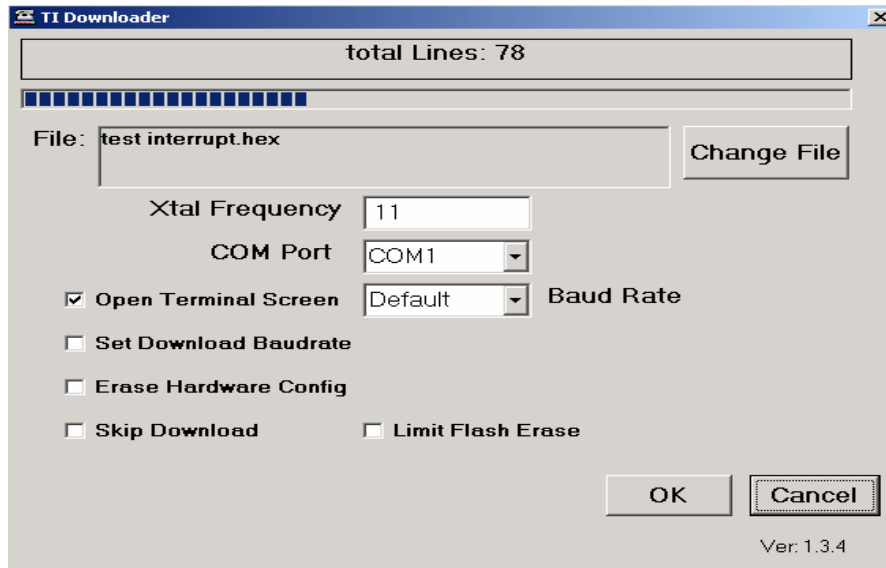 TI Downloader
total Lines: 78
File: test interrupt.hex
Change File
Xtal Frequency 11
COM Port COM1
Open Terminal Screen Default Baud Rate
Set Download Baudrate
Erase Hardware Config
Skip Download Limit Flash Erase
OK Cancel
Ver: 1.3.4